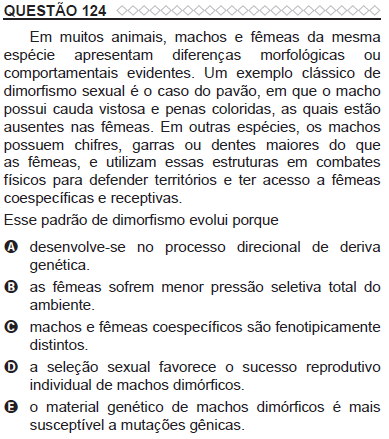 QUESTÃO 124
Em muitos animais, machos e fêmeas da mesma
espécie apresentam diferenças morfológicas ou
comportamentais evidentes. Um exemplo clássico de
dimorfismo sexual é o caso do pavão, em que o macho
possui cauda vistosa e penas coloridas, as quais estão
ausentes nas fêmeas. Em outras espécies, os machos
possuem chifres, garras ou dentes maiores do que
as fêmeas, e utilizam essas estruturas em combates
físicos para defender territórios e ter acesso a fêmeas
coespecíficas e receptivas.
Esse padrão de dimorfismo evolui porque
A desenvolve-se no processo direcional de deriva
genética.
B as fêmeas sofrem menor pressão seletiva total do
ambiente.
C machos e fêmeas coespecíficos são fenotipicamente
distintos.
D a seleção sexual favorece o sucesso reprodutivo
individual de machos dimórficos.
E o material genético de machos dimórficos é mais
susceptível a mutações gênicas.